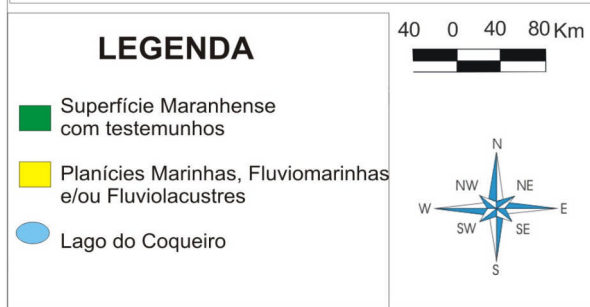 LEGENDA
Superfície Maranhense
com testemunhos
Planícies Marinhas, Fluviomarinhas
e/ou Fluviolacustres
Lago do Coqueiro
40 0 40 80 Km
N
NW NE
W E
SW SE
S